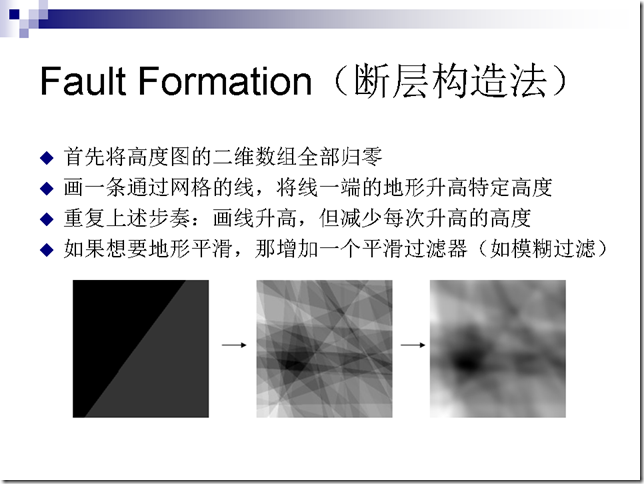 Fault Formation（断层构造法）
首先将高度图的二维数组全部归零
画一条通过网格的线，将线一端的地形升高特定高度
重复上述步奏：画线升高，但减少每次升高的高度
如果想要地形平滑，那增加一个平滑过滤器（如模糊过滤）